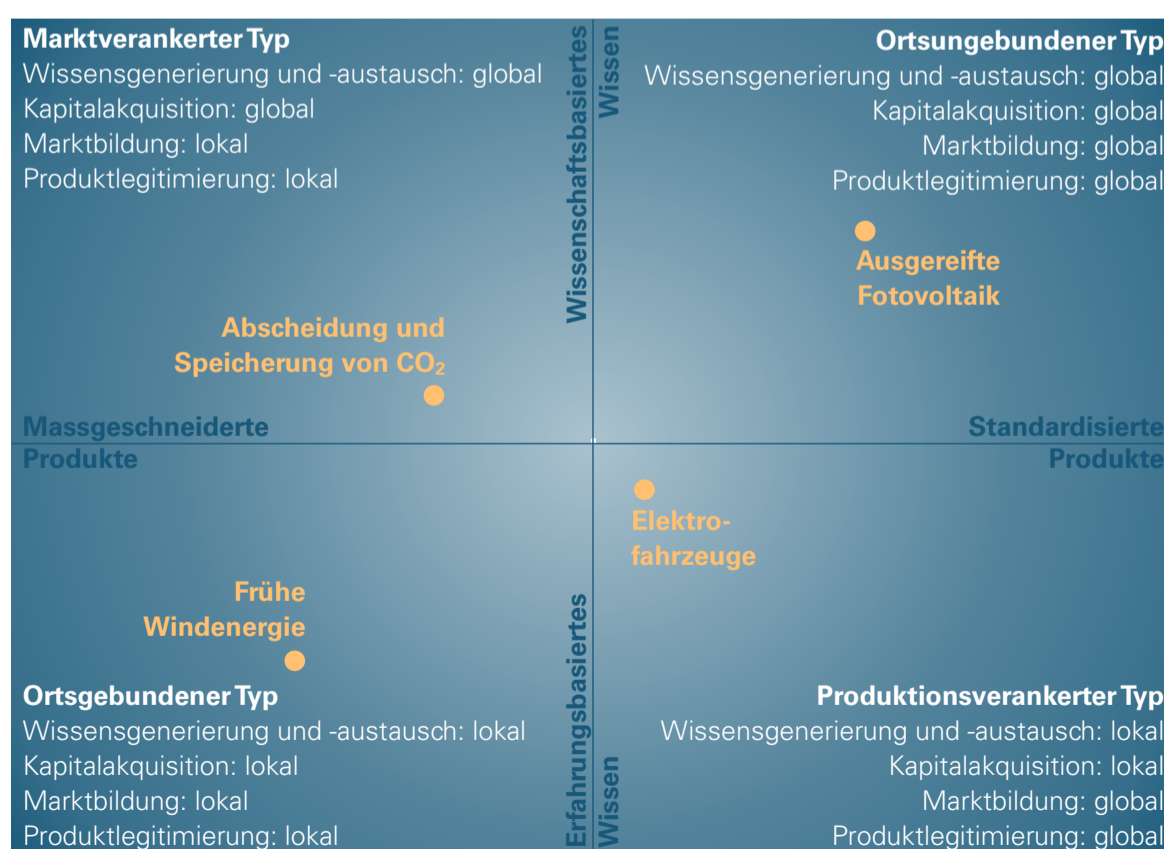 Marktverankerter Typ
Wissensgenerierung und -austausch: global
Kapitalakquisition: global
Marktbildung: lokal
Produktlegitimierung: lokal
Wissenschaftsbasiertes
Wissen
Ortsungebundener Typ
Wissensgenerierung und -austausch: global
Kapitalakquisition: global
Marktbildung: global
Produktlegitimierung: global
Ausgereifte
Fotovoltaik
Abscheidung und
Speicherung von CO₂
Massgeschneiderte
Produkte
Standardisierte
Produkte
Elektro-
fahrzeuge
Frühe
Windenergie
Ortsgebundener Typ
Wissensgenerierung und -austausch: lokal
Kapitalakquisition: lokal
Marktbildung: lokal
Produktlegitimierung: lokal
Erfahrungsbasiertes
Wissen
Produktionsverankerter Typ
Wissensgenerierung und -austausch: lokal
Kapitalakquisition: lokal
Marktbildung: global
Produktlegitimierung: global